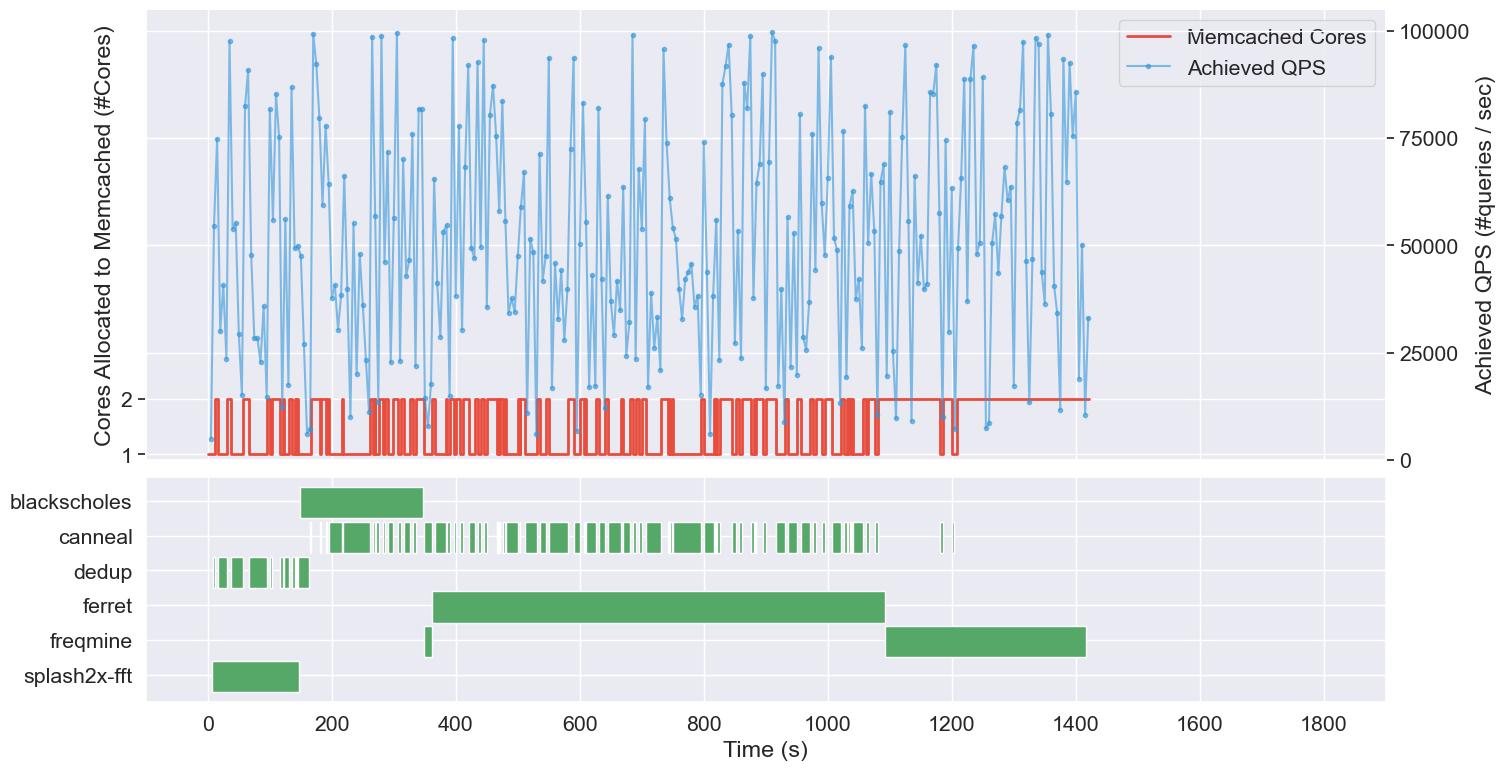 Cores Allocated to Memcached (#Cores)
2
1
Memcached Cores
Achieved QPS
100000
75000
50000
25000
0
Achieved QPS (#queries / sec)
blackscholes
canneal
dedup
ferret
freqmine
splash2x-fft
0 200 400 600 800 1000 1200 1400 1600 1800
Time (s)